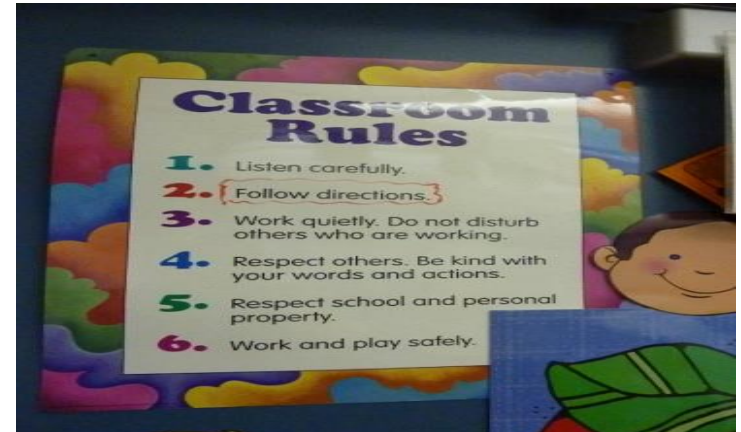 Classroom
Rules
1. Listen carefully.
2. Follow directions.
3. Work quietly. Do not disturb
others who are working.
4. Respect others. Be kind with
your words and actions.
5. Respect school and personal
property.
6. Work and play safely.